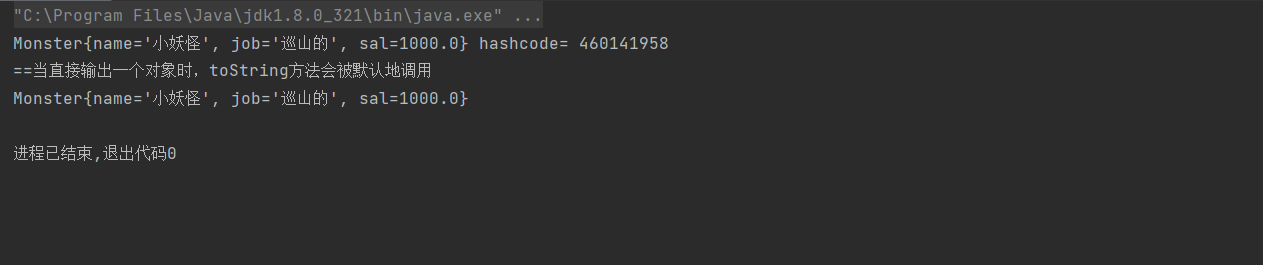 "C:\Program Files\Java\jdk1.8.0_321\bin\java.exe" ...
Monster{name='小妖怪', job='巡山的', sal=1000.0} hashcode= 460141958
==当直接输出一个对象时，toString方法会被默认地调用
Monster{name='小妖怪', job='巡山的', sal=1000.0}
进程已结束,退出代码0